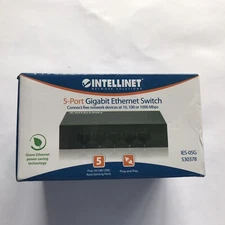 INTELLINET
NETWORK SOLUTIONS
5-Port Gigabit Ethernet Switch
Connect five network devices at 10, 100 or 1000 Mbps
Green Ethernet
power saving
technology
5
Plug and Play
IES-05G
530378